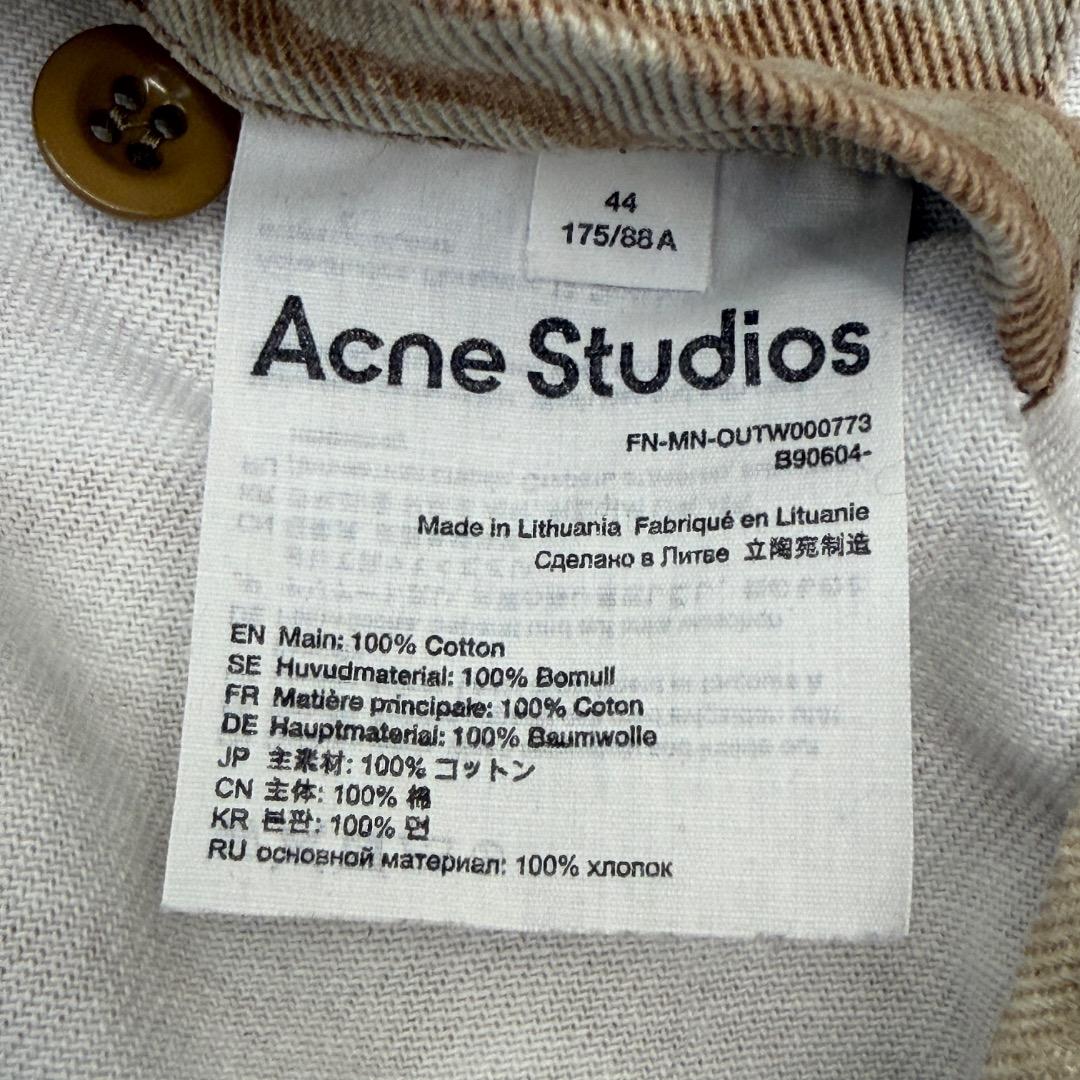 44
175/88A
Acne Studios
FN-MN-OUTW000773
B90604-
Made in Lithuania Fabriqué en Lituanie
Сделано в Литве 立陶宛制造
EN Main: 100% Cotton
SE Huvudmaterial: 100% Bomull
FR Matière principale: 100% Coton
DE Hauptmaterial: 100% Baumwolle
JP 主素材: 100% コットン
CN 主体: 100% 棉
KR 본판: 100% 면
RU основной материал: 100% хлопок